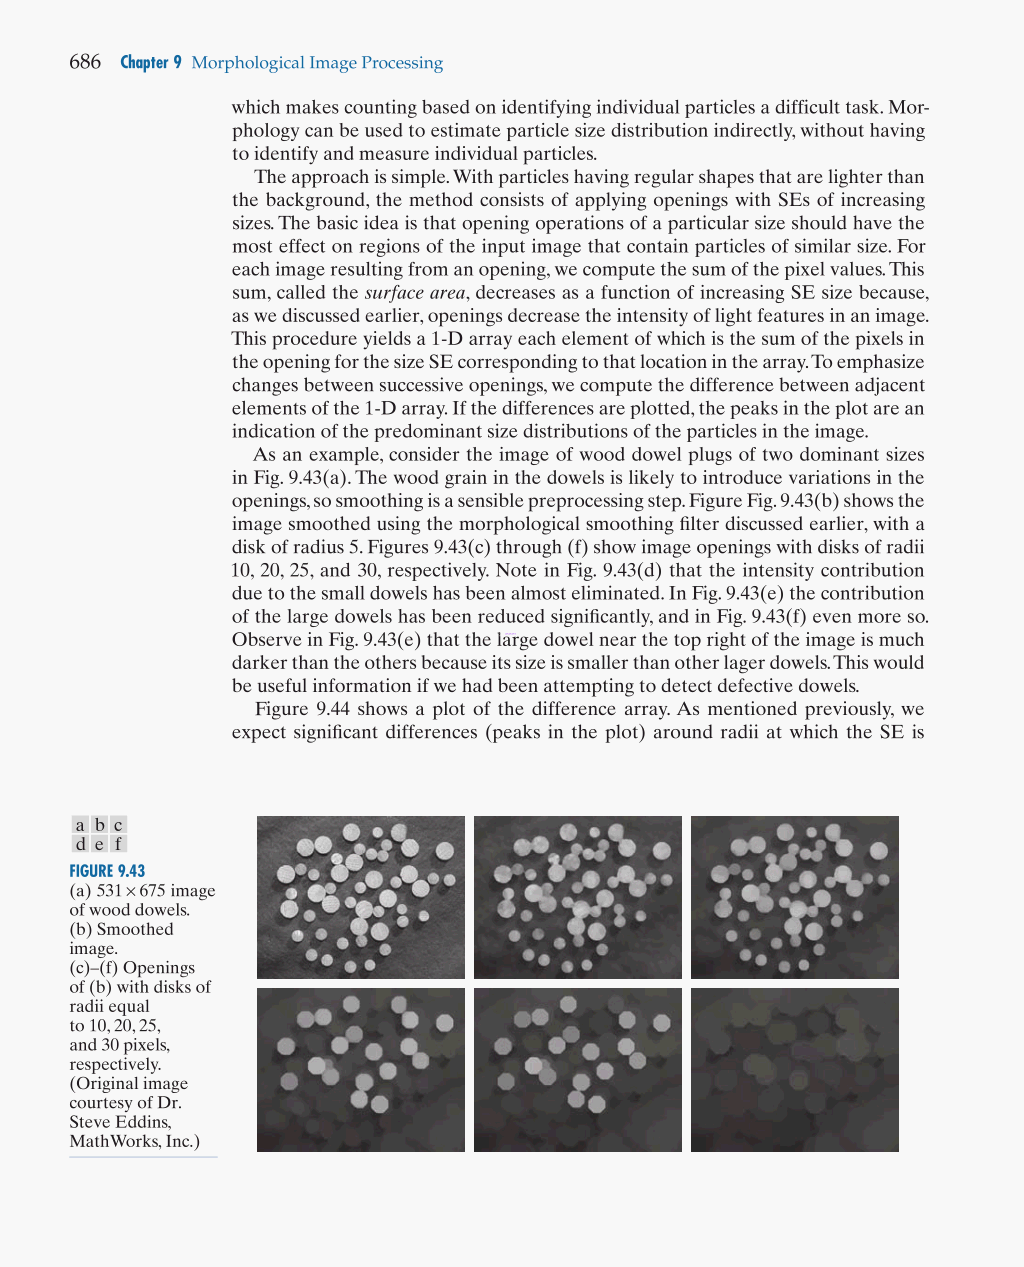 686 Chapter 9 Morphological Image Processing
which makes counting based on identifying individual particles a difficult task. Mor-
phology can be used to estimate particle size distribution indirectly, without having
to identify and measure individual particles.
The approach is simple. With particles having regular shapes that are lighter than
the background, the method consists of applying openings with SEs of increasing
sizes. The basic idea is that opening operations of a particular size should have the
most effect on regions of the input image that contain particles of similar size. For
each image resulting from an opening, we compute the sum of the pixel values. This
sum, called the surface area, decreases as a function of increasing SE size because,
as we discussed earlier, openings decrease the intensity of light features in an image.
This procedure yields a 1-D array each element of which is the sum of the pixels in
the opening for the size SE corresponding to that location in the array. To emphasize
changes between successive openings, we compute the difference between adjacent
elements of the 1-D array. If the differences are plotted, the peaks in the plot are an
indication of the predominant size distributions of the particles in the image.
As an example, consider the image of wood dowel plugs of two dominant sizes
in Fig. 9.43(a). The wood grain in the dowels is likely to introduce variations in the
openings, so smoothing is a sensible preprocessing step. Figure Fig. 9.43(b) shows the
image smoothed using the morphological smoothing filter discussed earlier, with a
disk of radius 5. Figures 9.43(c) through (f) show image openings with disks of radii
10, 20, 25, and 30, respectively. Note in Fig. 9.43(d) that the intensity contribution
due to the small dowels has been almost eliminated. In Fig. 9.43(e) the contribution
of the large dowels has been reduced significantly, and in Fig. 9.43(f) even more so.
Observe in Fig. 9.43(e) that the large dowel near the top right of the image is much
darker than the others because its size is smaller than other lager dowels. This would
be useful information if we had been attempting to detect defective dowels.
Figure 9.44 shows a plot of the difference array. As mentioned previously, we
expect significant differences (peaks in the plot) around radii at which the SE is
a b c
d e f
FIGURE 9.43
(a) 531 × 675 image
of wood dowels.
(b) Smoothed
image.
(c)–(f) Openings
of (b) with disks of
radii equal
to 10, 20, 25,
and 30 pixels,
respectively.
(Original image
courtesy of Dr.
Steve Eddins,
MathWorks, Inc.)